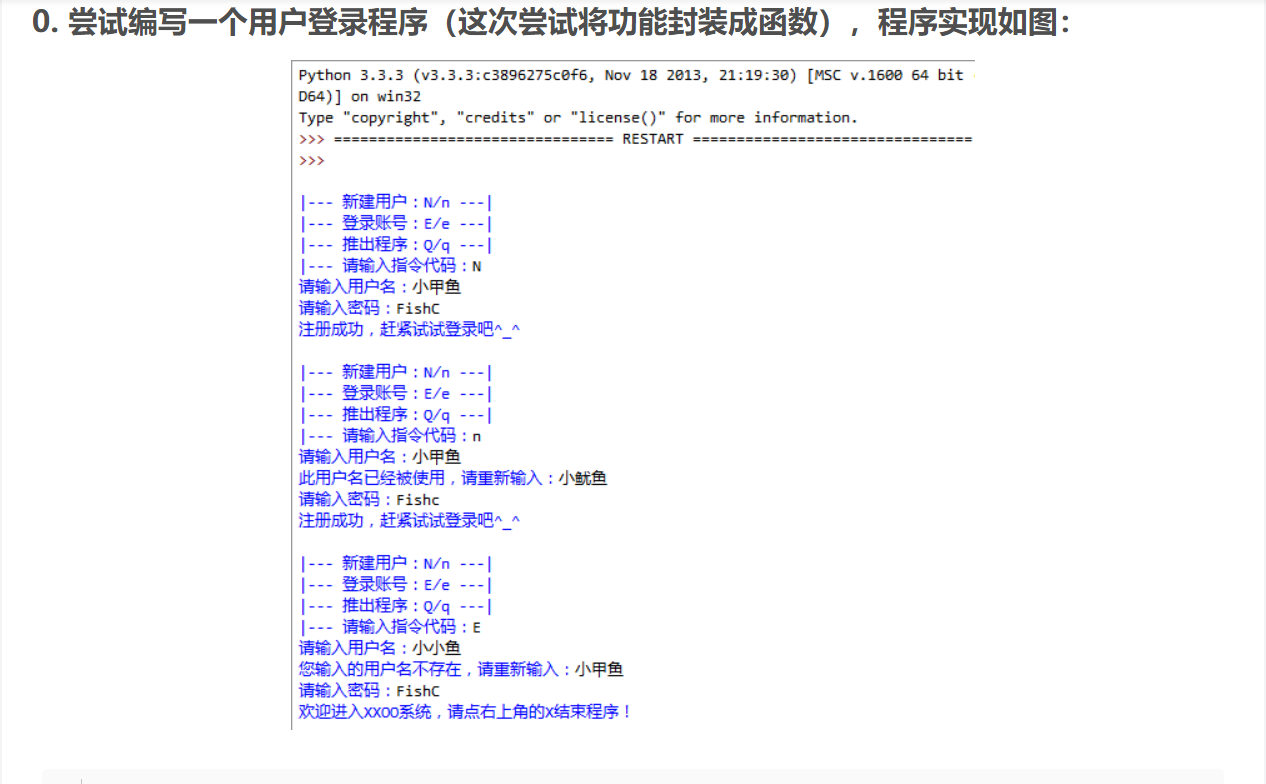 0. 尝试编写一个用户登录程序（这次尝试将功能封装成函数），程序实现如图：
Python 3.3.3 (v3.3.3:c3896275c0f6, Nov 18 2013, 21:19:30) [MSC v.1600 64 bit
D64)] on win32
Type "copyright", "credits" or "license()" for more information.
>>> ================================ RESTART ================================
>>>
|--- 新建用户：N/n ---|
|--- 登录账号：E/e ---|
|--- 推出程序：Q/q ---|
|--- 请输入指令代码：N
请输入用户名：小甲鱼
请输入密码：FishC
注册成功，赶紧试试登录吧^_^
|--- 新建用户：N/n ---|
|--- 登录账号：E/e ---|
|--- 推出程序：Q/q ---|
|--- 请输入指令代码：n
请输入用户名：小甲鱼
此用户名已经被使用，请重新输入：小鱿鱼
请输入密码：Fishc
注册成功，赶紧试试登录吧^_^
|--- 新建用户：N/n ---|
|--- 登录账号：E/e ---|
|--- 推出程序：Q/q ---|
|--- 请输入指令代码：E
请输入用户名：小小鱼
您输入的用户名不存在，请重新输入：小甲鱼
请输入密码：FishC
欢迎进入XXOO系统，请点右上角的X结束程序！